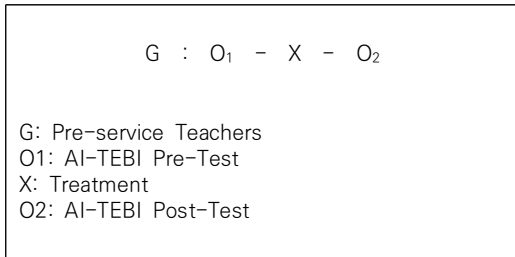 G : O₁ - X - O₂
G: Pre-service Teachers
O1: AI-TEBI Pre-Test
X: Treatment
O2: AI-TEBI Post-Test